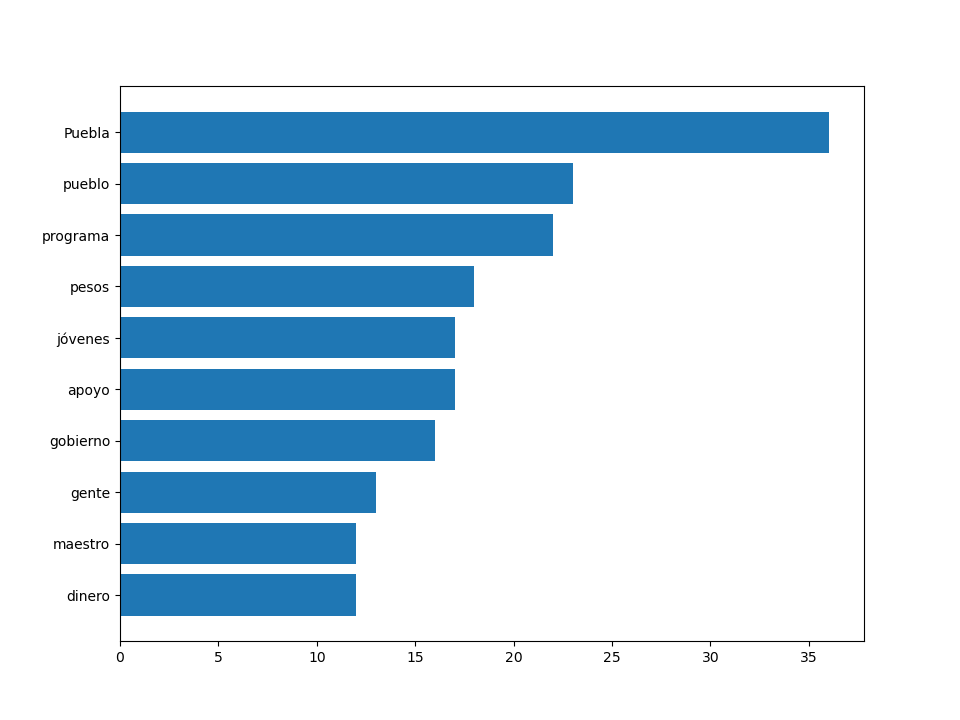 Puebla
pueblo
programa
pesos
jóvenes
apoyo
gobierno
gente
maestro
dinero
0 5 10 15 20 25 30 35